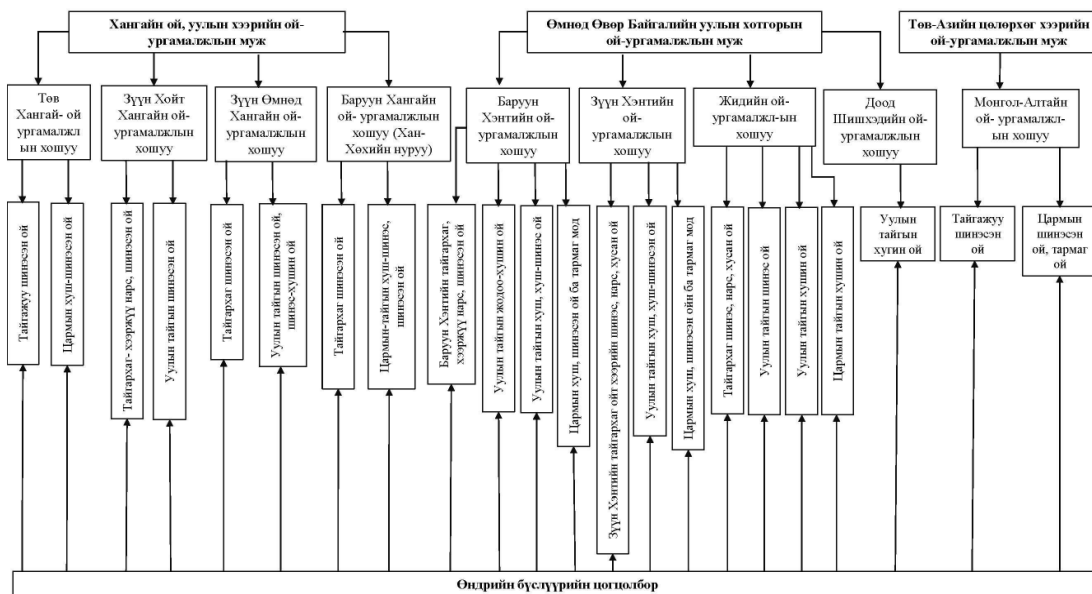 Хангайн ой, уулын хээрийн ой-
ургамалжлын муж
Өмнөд Өвөр Байгалийн уулын хотгорын
ой-ургамалжлын муж
Төв-Азийн цөлөрхөг хээрийн
ой-ургамалжлын муж
Төв
Хангай- ой
ургамалжл
ын хошуу
Зүүн Хойт
Хангайн ой-
ургамалжлын
хошуу
Зүүн Өмнөд
Хангайн ой-
ургамалжлын
хошуу
Баруун Хангайн
ой- ургамалжлын
хошуу (Хан-
Хөхийн нуруу)
Баруун
Хэнтийн ой-
ургамалжлын
хошуу
Зүүн Хэнтийн
ой -
ургамалжлын
хошуу
Жидийн ой-
ургамалжл-ын
хошуу
Доод
Шишхэдийн ой-
ургамалжлын
хошуу
Монгол-Алтайн
ой- ургамалжл-
ын хошуу
Тайгажуу шинэсэн ой
Цармын хуш-шинэсэн ой
Тайгархаг- хээржүү нарс, шинэсэн ой
Уулын тайгын шинэсэн ой
Тайгархаг шинэсэн ой
Уулын тайгын шинэсэн ой,
шинэс-хушин ой
Тайгархаг шинэсэн ой
Цармын-тайгын хуш-шинэс,
шинэсэн ой
Баруун Хэнтийн тайгархаг,
хээржүү нарс, шинэсэн ой
Уулын тайгын жодоо-хушин ой
Уулын тайгын хуш, хуш-шинэс ой
Цармын хуш, шинэсэн ой ба тармаг мод
Зүүн Хэнтийн тайгархаг ойт хээрийн шинэс, нарс, хусан ой
Уулын тайгын хуш, хуш-шинэсэн ой
Цармын хуш, шинэсэн ойн ба тармаг мод
Тайгархаг шинэс, нарс, хусан ой
Уулын тайгын шинэс ой
Уулын тайгын хушин ой
Цармын тайгын хушин ой
Уулын
тайгын
хугин ой
Тайгажуу
шинэсэн
ой
Цармын
шинэсэн
ой, тармаг
ой
Өндрийн бүслүүрийн цогцолбор